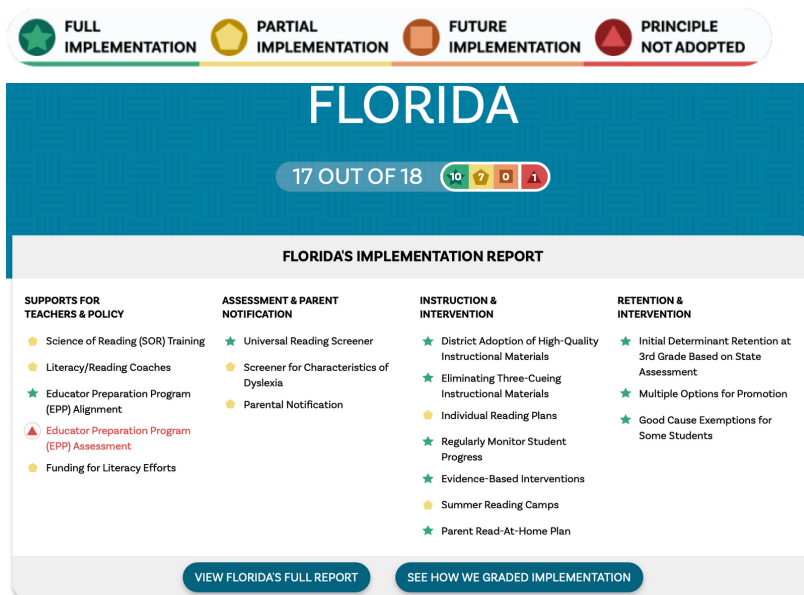 FULL
IMPLEMENTATION
PARTIAL
IMPLEMENTATION
FUTURE
IMPLEMENTATION
PRINCIPLE
NOT ADOPTED
FLORIDA
17 OUT OF 18
10
7
0
1
FLORIDA'S IMPLEMENTATION REPORT
SUPPORTS FOR
TEACHERS & POLICY
Science of Reading (SOR) Training
Literacy/Reading Coaches
Educator Preparation Program
(EPP) Alignment
Educator Preparation Program
(EPP) Assessment
Funding for Literacy Efforts
ASSESSMENT & PARENT
NOTIFICATION
Universal Reading Screener
Screener for Characteristics of
Dyslexia
Parental Notification
INSTRUCTION &
INTERVENTION
District Adoption of High-Quality
Instructional Materials
Eliminating Three-Cueing
Instructional Materials
Individual Reading Plans
Regularly Monitor Student
Progress
Evidence-Based Interventions
Summer Reading Camps
Parent Read-At-Home Plan
RETENTION &
INTERVENTION
Initial Determinant Retention at
3rd Grade Based on State
Assessment
Multiple Options for Promotion
Good Cause Exemptions for
Some Students
VIEW FLORIDA'S FULL REPORT
SEE HOW WE GRADED IMPLEMENTATION